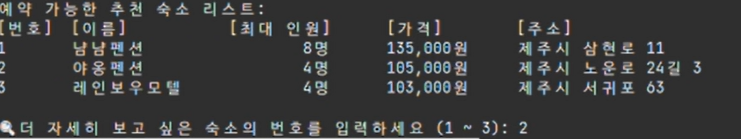 예약 가능한 추천 숙소 리스트:
[번호] [이름] [최대 인원] [가격] [주소]
1 냥냥펜션 8명 135,000원 제주시 삼현로 11
2 야옹펜션 4명 105,000원 제주시 노운로 24길 3
3 레인보우모텔 4명 103,000원 제주시 서귀포 63
🔍더 자세히 보고 싶은 숙소의 번호를 입력하세요 (1 ~ 3): 2